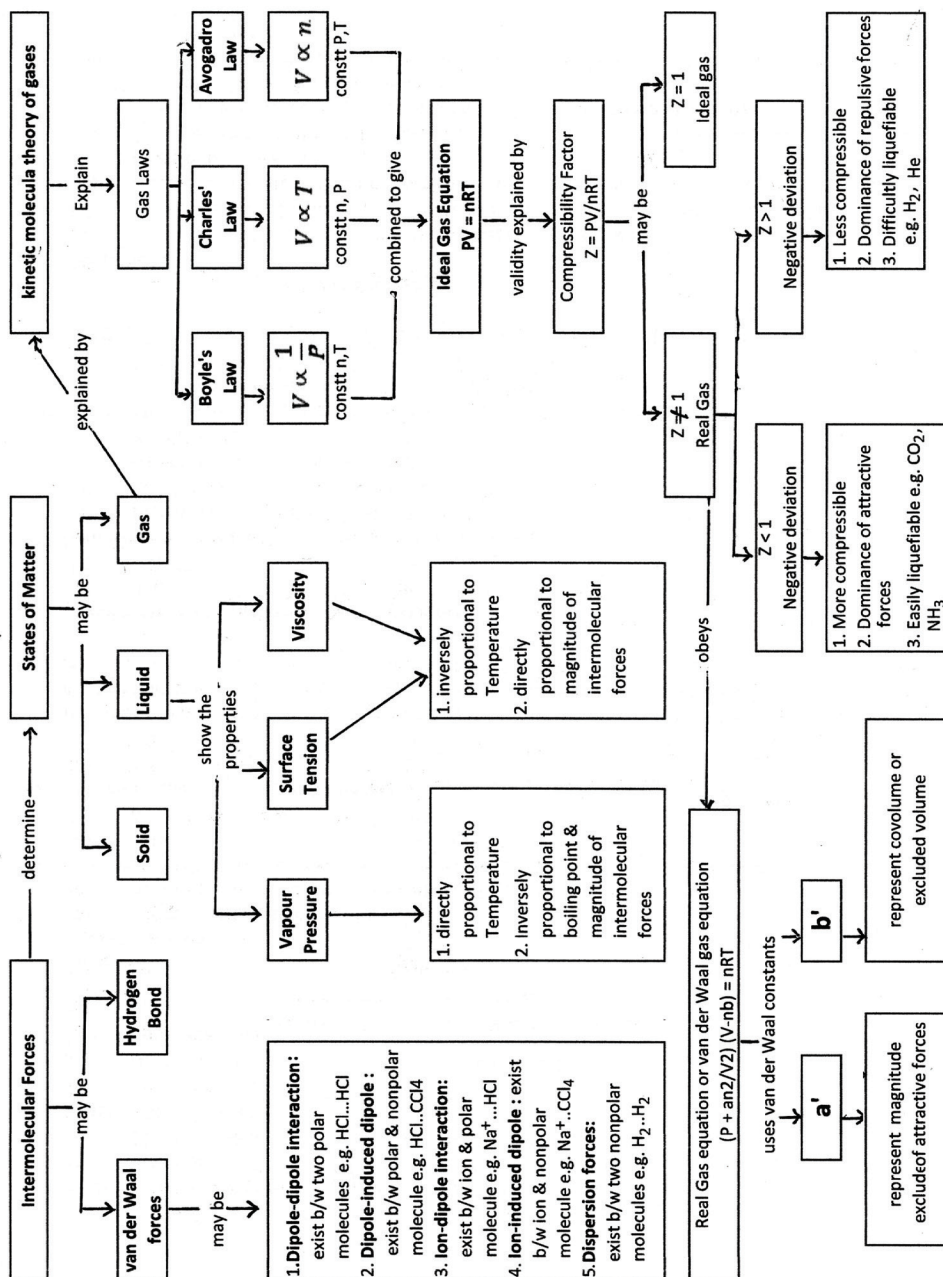 Intermolecular Forces
determine
States of Matter
kinetic molecula theory of gases
may be
may be
explained by
Explain
van der Waal
forces
Hydrogen
Bond
Solid
Liquid
Gas
Gas Laws
may be
show the
properties
Boyle's
Law
Charles'
Law
Avogadro
Law
1.Dipole-dipole interaction:
exist b/w two polar
molecules e.g. HCl...HCl
2. Dipole-induced dipole :
exist b/w polar & nonpolar
molecule e.g. HCl..CCl4
3. Ion-dipole interaction:
exist b/w ion & polar
molecule e.g. Na⁺...HCl
4. Ion-induced dipole : exist
b/w ion & nonpolar
molecule e.g. Na⁺..CCl₄
5.Dispersion forces:
exist b/w two nonpolar
molecules e.g. H₂..H₂
Vapour
Pressure
Surface
Tension
Viscosity
V ∝ 1/P
constt n,T
V ∝ T
constt n, P
V ∝ n
constt P,T
combined to give
1. directly
proportional to
Temperature
2. Inversely
proportional to
boiling point &
magnitude of
intermolecular
forces
1. inversely
proportional to
Temperature
2. directly
proportional to
magnitude of
intermolecular
forces
Ideal Gas Equation
PV = nRT
validity explained by
Compressibility Factor
Z = PV/nRT
may be
Real Gas equation or van der Waal gas equation
(P + an2/V2) (V-nb) = nRT
obeys
Z ≠ 1
Real Gas
Z = 1
Ideal gas
uses van der Waal constants
a'
b'
Z < 1
Negative deviation
Z > 1
Negative deviation
represent magnitude
excludeof attractive forces
represent covolume or
excluded volume
1. More compressible
2. Dominance of attractive
forces
3. Easily liquefiable e.g. CO₂,
NH₃
1. Less compressible
2. Dominance of repulsive forces
3. Difficultly liquefiable
e.g. H₂, He